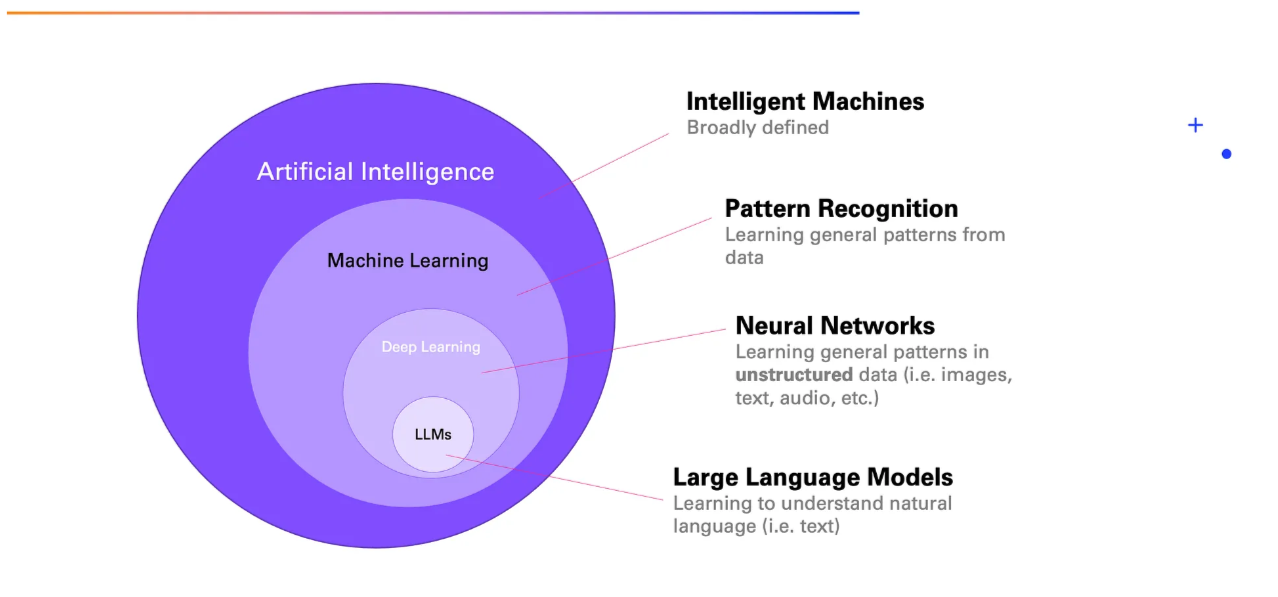 Artificial Intelligence
Machine Learning
Deep Learning
LLMs
Intelligent Machines
Broadly defined
Pattern Recognition
Learning general patterns from
data
Neural Networks
Learning general patterns in
unstructured data (i.e. images,
text, audio, etc.)
Large Language Models
Learning to understand natural
language (i.e. text)